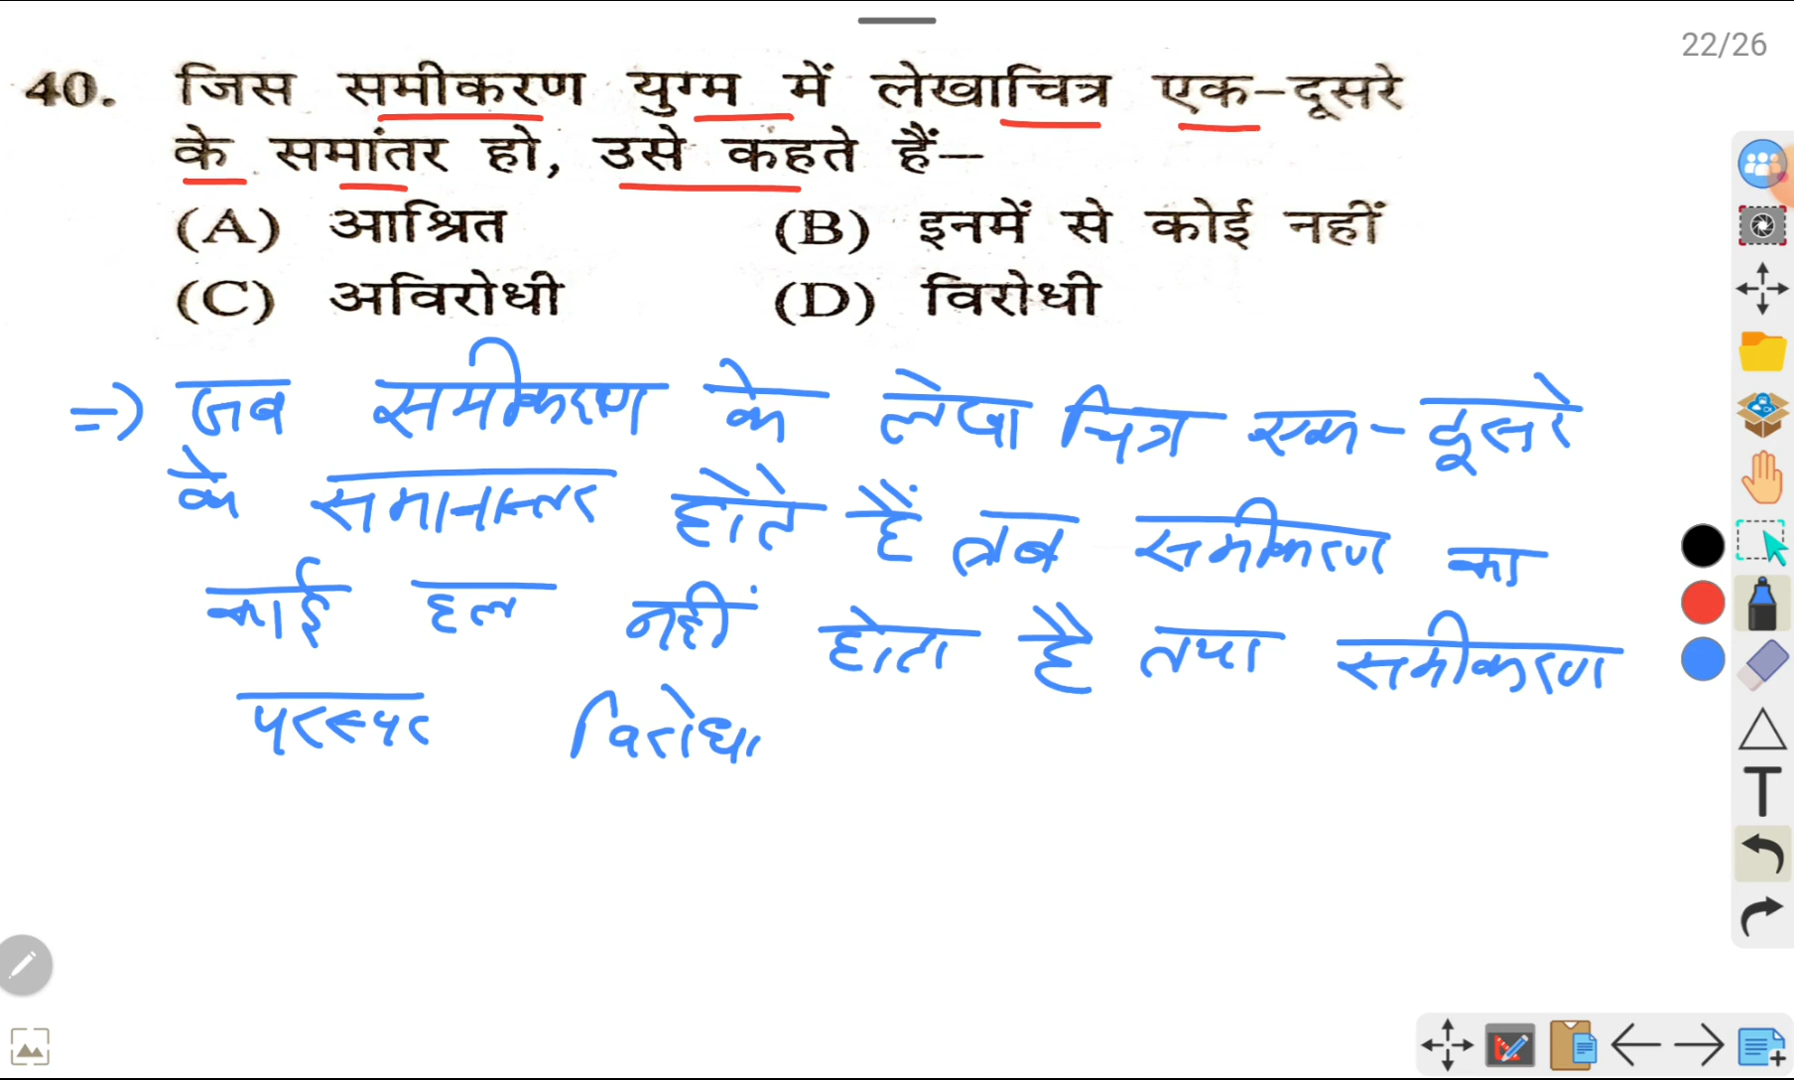 22/26
40. जिस समीकरण युग्म में लेखाचित्र एक-दूसरे
के समांतर हो, उसे कहते हैं—
(A) आश्रित (B) इनमें से कोई नहीं
(C) अविरोधी (D) विरोधी
=> जब समीकरण के लेखा चित्र एक-दूसरे
के समानान्तर होते हैं तब समीकरण का
काई हल नहीं होता है तथा समीकरण
परस्पर विरोधा
T